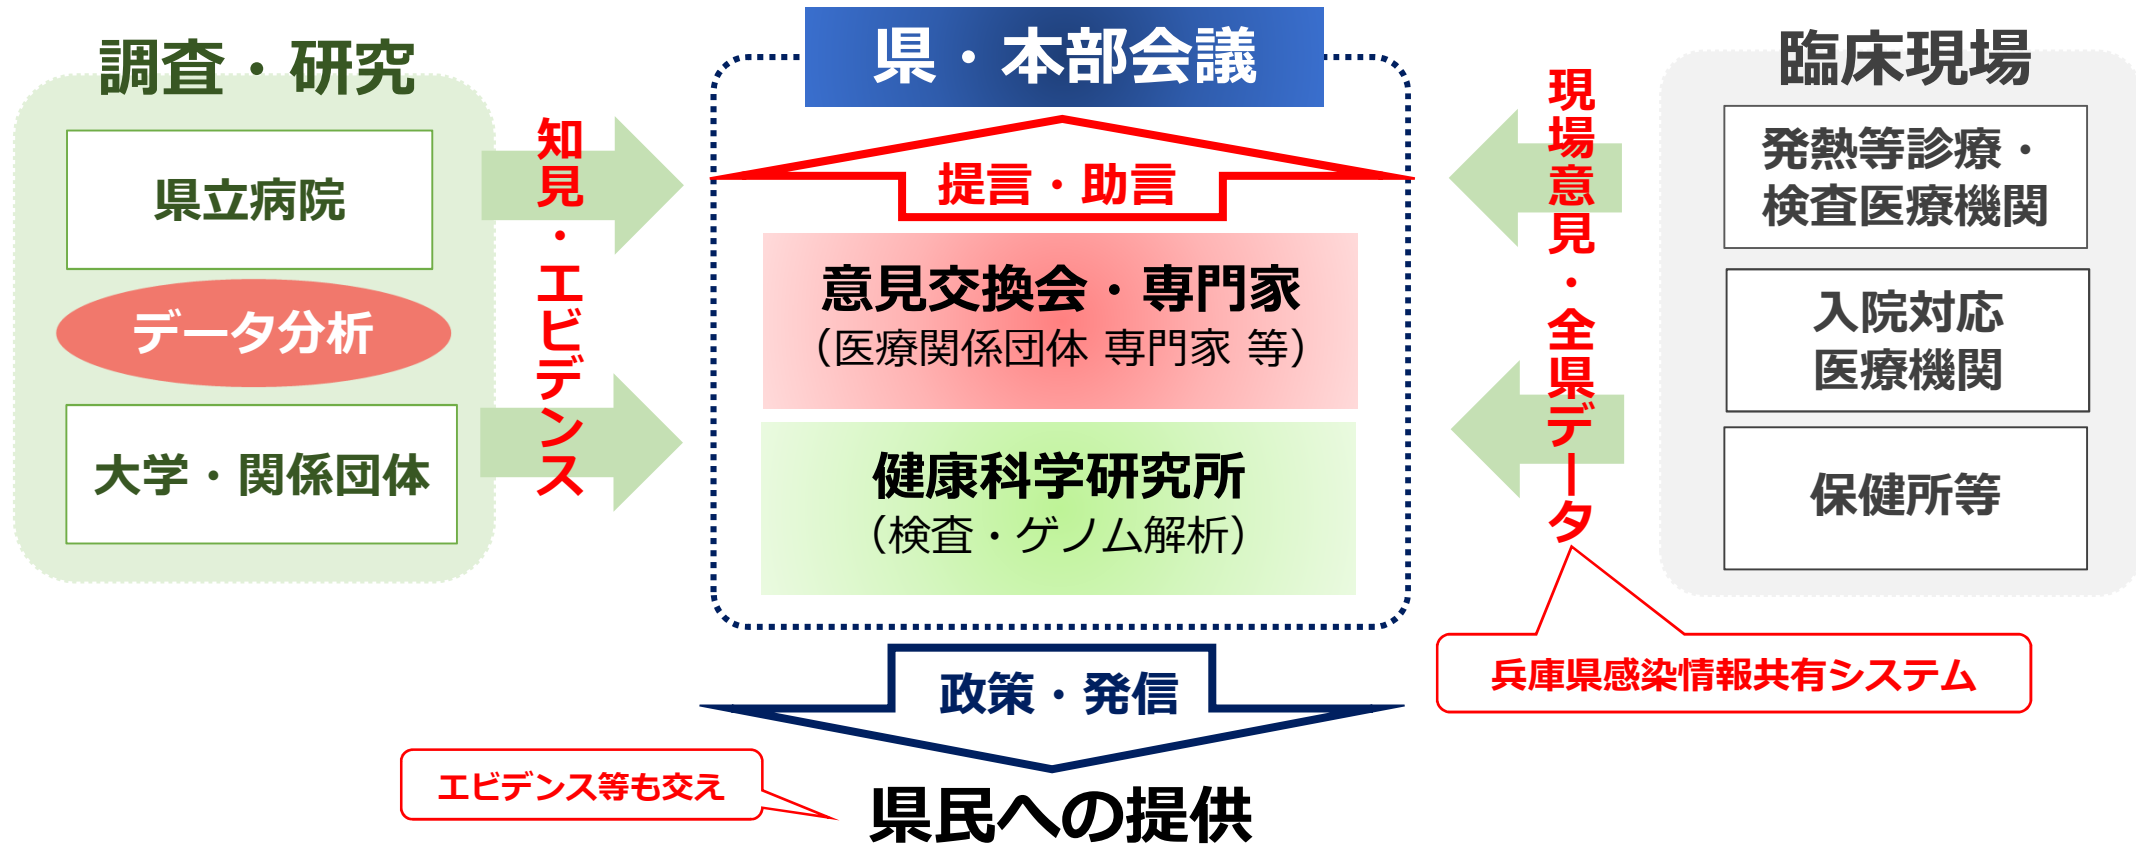 調査・研究
県立病院
データ分析
大学・関係団体
知見・エビデンス
県・本部会議
提言・助言
意見交換会・専門家
（医療関係団体 専門家 等）
健康科学研究所
（検査・ゲノム解析）
現場意見・全県データ
臨床現場
発熱等診療・
検査医療機関
入院対応
医療機関
保健所等
兵庫県感染情報共有システム
政策・発信
エビデンス等も交え
県民への提供